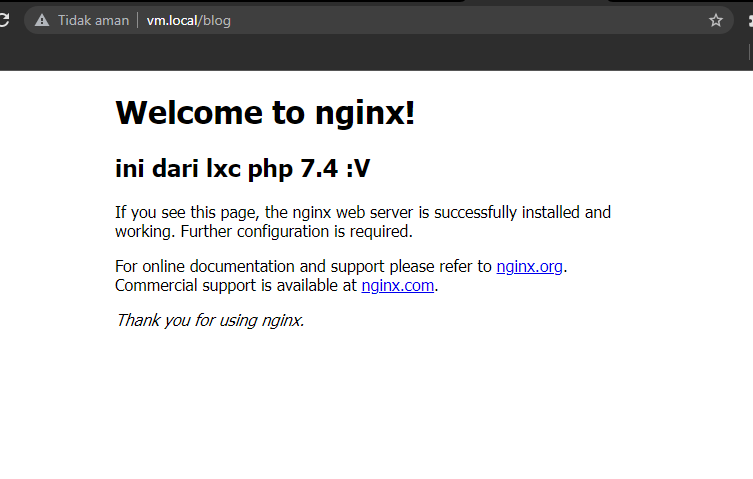 Tidak aman
vm.local/blog
Welcome to nginx!
ini dari lxc php 7.4 :V
If you see this page, the nginx web server is successfully installed and
working. Further configuration is required.
For online documentation and support please refer to nginx.org.
Commercial support is available at nginx.com.
Thank you for using nginx.